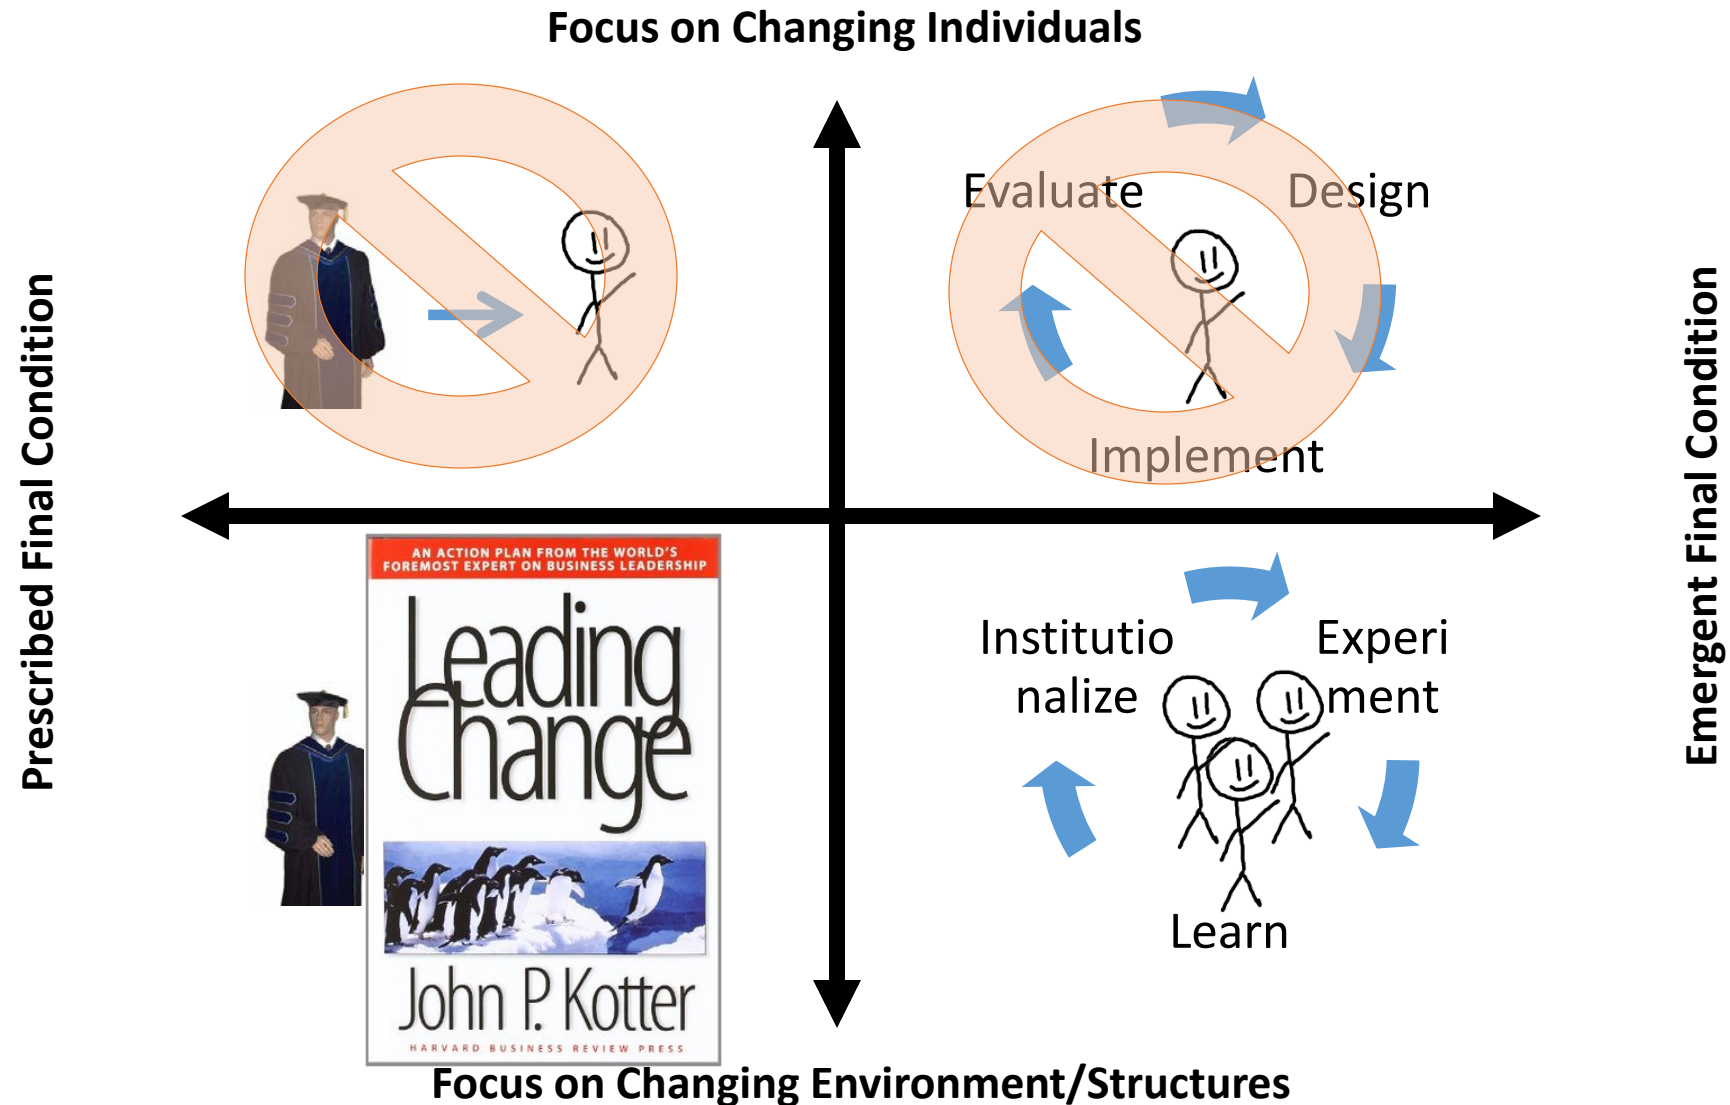 Focus on Changing Individuals
Evaluate
Design
Implement
Prescribed Final Condition
Emergent Final Condition
AN ACTION PLAN FROM THE WORLD'S
FOREMOST EXPERT ON BUSINESS LEADERSHIP
Leading
Change
John P. Kotter
HARVARD BUSINESS REVIEW PRESS
Institutio
nalize
Experi
ment
Learn
Focus on Changing Environment/Structures